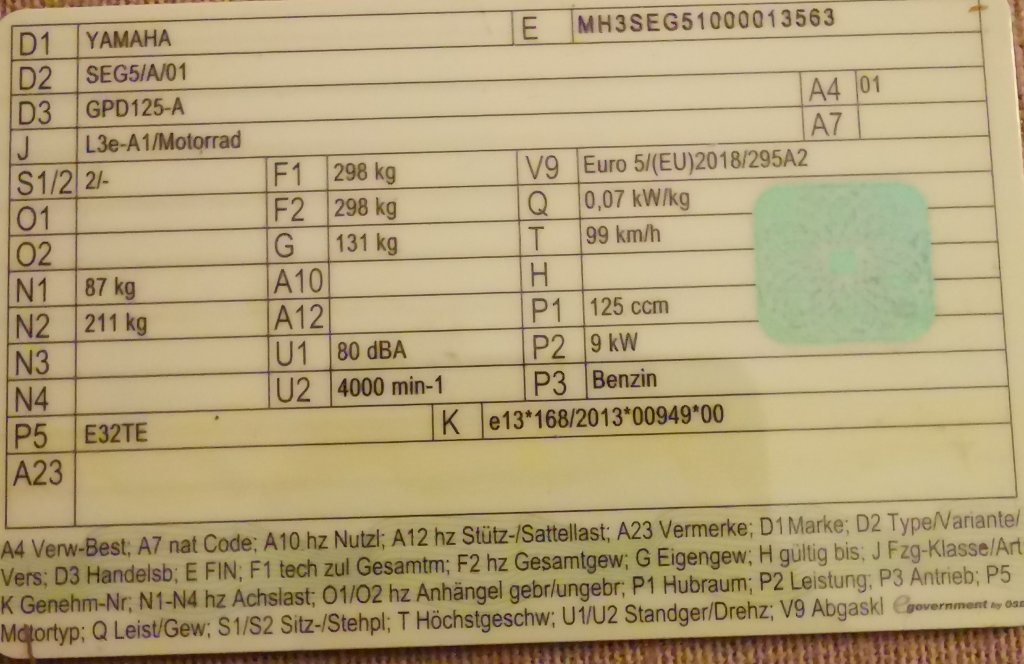 D1 YAMAHA E MH3SEG51000013563
D2 SEG5/A/01
D3 GPD125-A A4 01
J L3e-A1/Motorrad A7
S1/2 2/- F1 298 kg V9 Euro 5/(EU)2018/295A2
O1 F2 298 kg Q 0,07 kW/kg
O2 G 131 kg T 99 km/h
N1 87 kg A10 H
N2 211 kg A12 P1 125 ccm
N3 U1 80 dBA P2 9 kW
N4 U2 4000 min-1 P3 Benzin
P5 E32TE K e13*168/2013*00949*00
A23
A4 Verw-Best; A7 nat Code; A10 hz Nutzl; A12 hz Stütz-/Sattellast; A23 Vermerke; D1 Marke; D2 Type/Variante/
Vers; D3 Handelsb; E FIN; F1 tech zul Gesamtm; F2 hz Gesamtgew; G Eigengew; H gültig bis; J Fzg-Klasse/Art
K Genehm-Nr; N1-N4 hz Achslast; O1/O2 hz Anhängel gebr/ungebr; P1 Hubraum; P2 Leistung; P3 Antrieb; P5
Motortyp; Q Leist/Gew; S1/S2 Sitz-/Stehpl; T Höchstgeschw; U1/U2 Standger/Drehz; V9 Abgaskl egovernment by